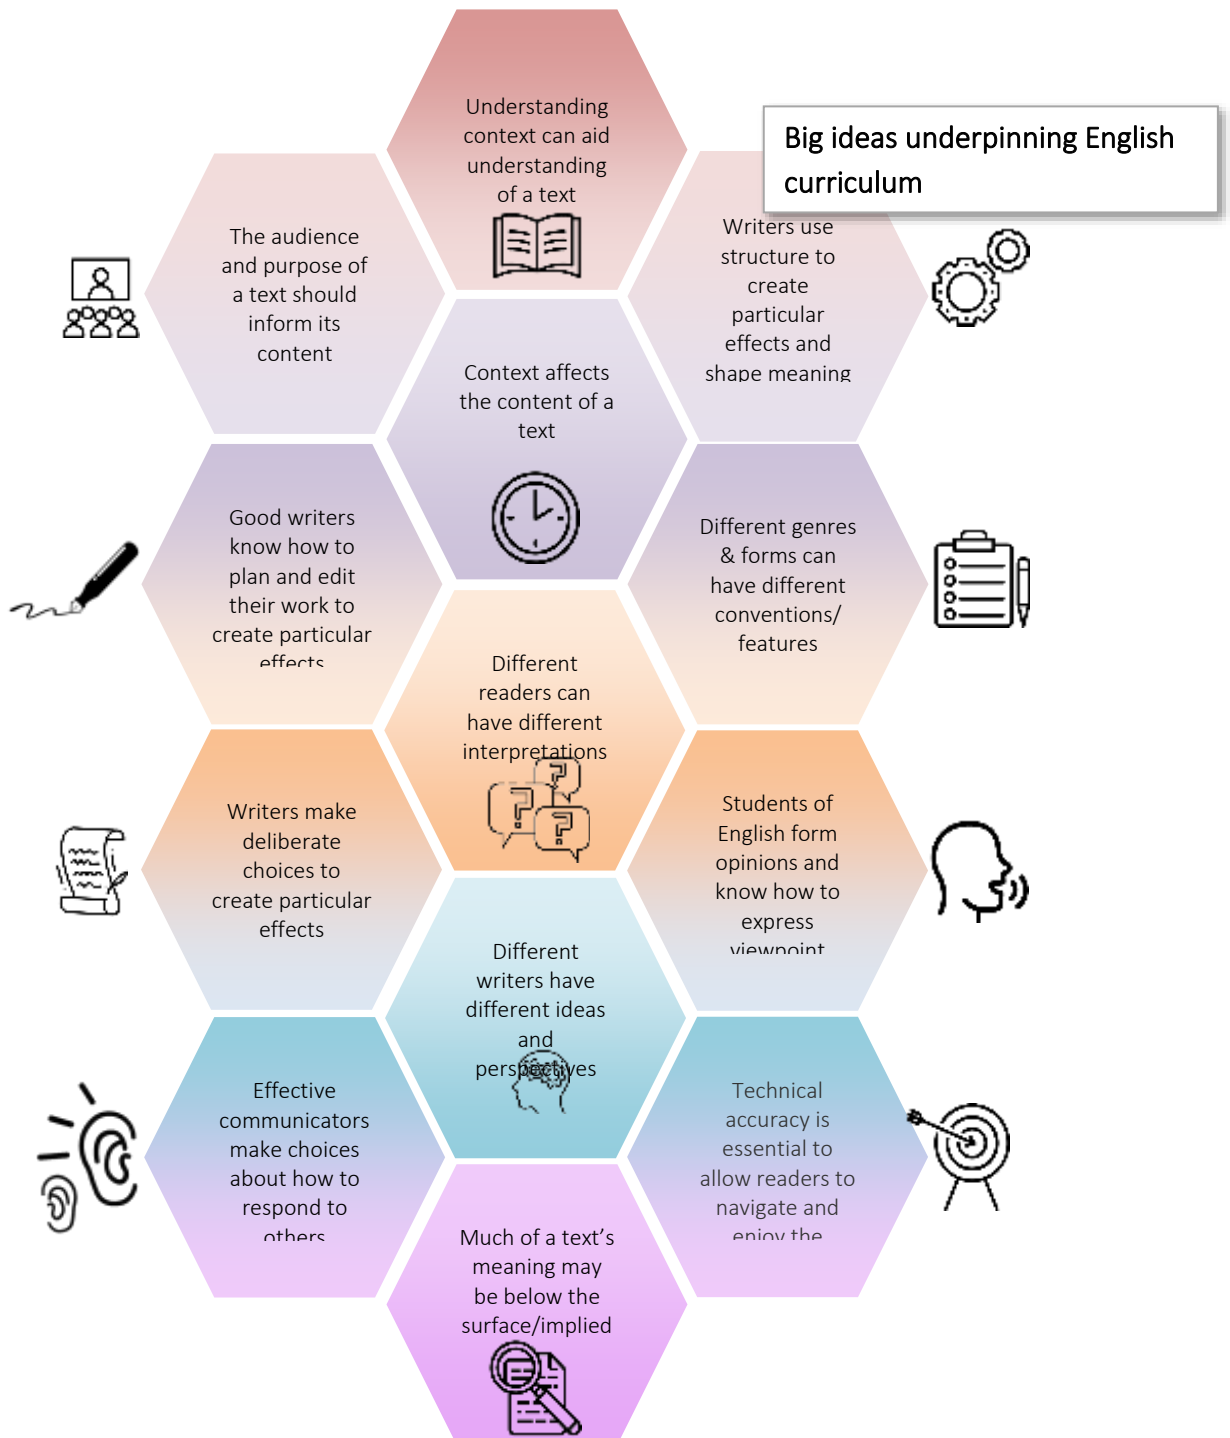 Big ideas underpinning English
curriculum
Understanding
context can aid
understanding
of a text
The audience
and purpose of
a text should
inform its
content
Writers use
structure to
create
particular
effects and
shape meaning
Context affects
the content of a
text
Good writers
know how to
plan and edit
their work to
create particular
effects
Different genres
& forms can
have different
conventions/
features
Different
readers can
have different
interpretations
Writers make
deliberate
choices to
create particular
effects
Students of
English form
opinions and
know how to
express
viewpoint
Different
writers have
different ideas
and
perspectives
Effective
communicators
make choices
about how to
respond to
others
Technical
accuracy is
essential to
allow readers to
navigate and
enjoy the
Much of a text’s
meaning may
be below the
surface/implied